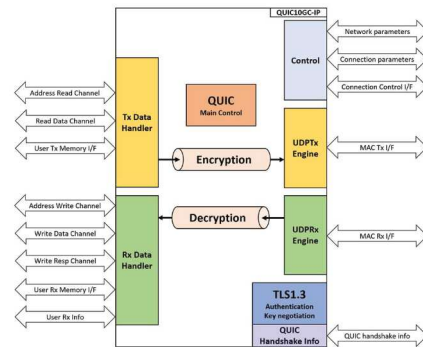 QUIC10GC-IP
Network parameters
Control
Connection parameters
Connection Control I/F
Address Read Channel
Read Data Channel
User Tx Memory I/F
Tx Data
Handler
QUIC
Main Control
Encryption
UDPTx
Engine
MAC Tx I/F
Address Write Channel
Write Data Channel
Write Resp Channel
User Rx Memory I/F
User Rx Info
Rx Data
Handler
Decryption
UDPRx
Engine
MAC Rx I/F
TLS1.3
Authentication
Key negotiation
QUIC
Handshake Info
QUIC handshake info